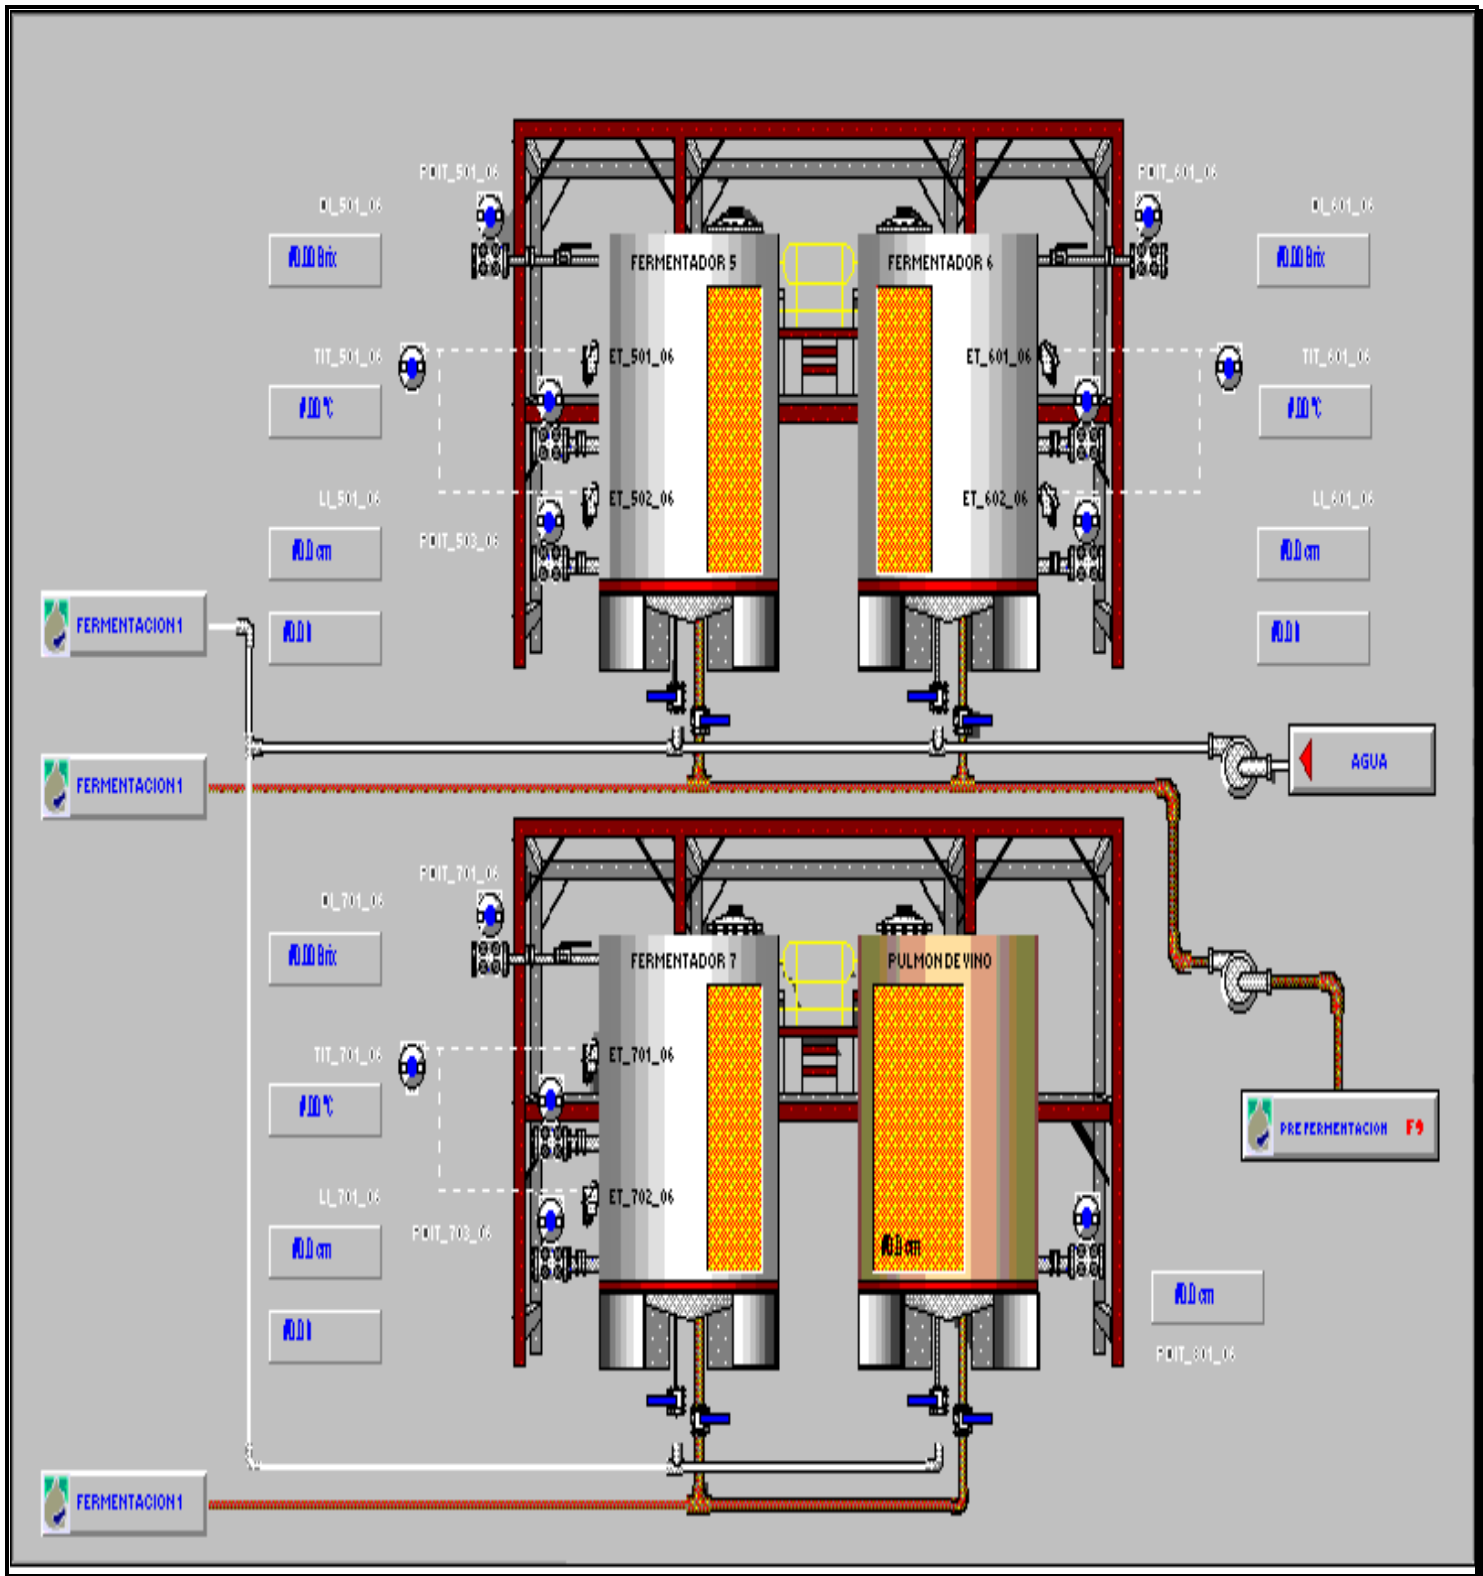 PDIT_501_06
PDIT_601_06
DI_501_06
DI_601_06
#0.00 Brix
FERMENTADOR 5
FERMENTADOR 6
#0.00 Brix
TIT_501_06
ET_501_06
ET_601_06
TIT_601_06
#.00 ºC
#.00 ºC
LI_501_06
ET_502_06
ET_602_06
LI_601_06
PDIT_503_06
#0.0 cm
#0.0 cm
FERMENTACION 1
#0.0 h
#0.0 h
AGUA
FERMENTACION 1
PDIT_701_06
DI_701_06
#0.00 Brix
FERMENTADOR 7
PULMON DE VINO
TIT_701_06
ET_701_06
#.00 ºC
PREFERMENTACION F9
LI_701_06
ET_702_06
PDIT_703_06
#0.0 cm
#0.0 cm
#0.0 cm
#0.0 h
PDIT_801_06
FERMENTACION 1